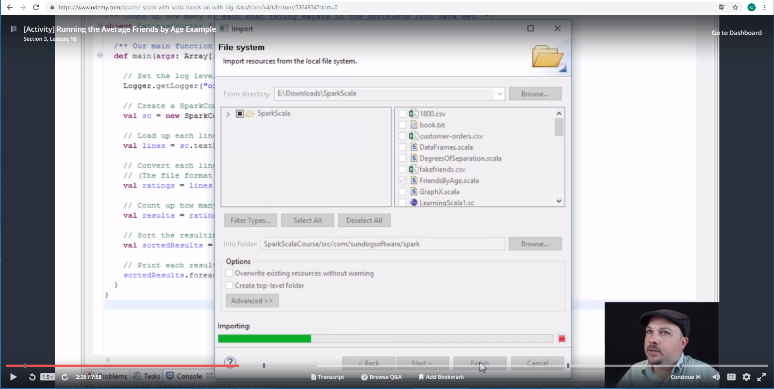 https://www.udemy.com/apache-spark-with-scala-hands-on-with-big-data/learn/v4/t/lecture/5364934?start=0
[Activity] Running the Average Friends by Age Example
Section 3, Lecture 16
Go to Dashboard
/** Our main function
def main(args: Array[
// Set the log leve
Logger.getLogger("o
// Create a SparkCo
val sc = new SparkC
// Load up each lin
val lines = sc.text
// Convert each lin
// (The file format
val ratings = lines
// Count up how man
val results = ratin
// Sort the resulti
val sortedResults =
// Print each resul
sortedResults.forea
}
}
Import
File system
Import resources from the local file system.
From directory: E:\Downloads\SparkScala
Browse...
SparkScala
1800.csv
book.txt
customer-orders.csv
DataFrames.scala
DegreesOfSeparation.scala
fakefriends.csv
FriendsByAge.scala
GraphX.scala
LearningScala1.sc
Filter Types...
Select All
Deselect All
Into folder: SparkScalaCourse/src/com/sundogsoftware/spark
Browse...
Options
Overwrite existing resources without warning
Create top-level folder
Advanced >>
Importing:
< Back
Next >
Finish
Cancel
Problems
Tasks
Console
1.5x
2:26 / 7:58
Transcript
Browse Q&A
Add Bookmark
Continue